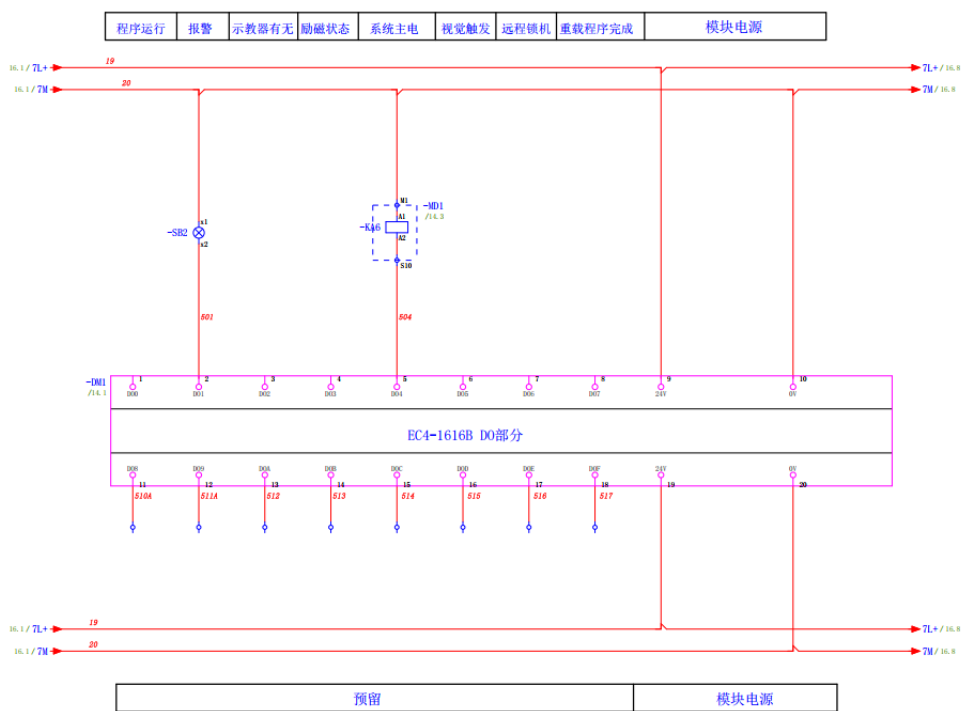 程序运行 报警 示教器有无 励磁状态 系统主电 视觉触发 远程锁机 重载程序完成 模块电源
16.1/7L+ 19 7L+/16.8
16.1/7M 20 7M/16.8
M1 -MD1
/14.3
A1
-KA6
A2
S10
x1
-SB2
x2
501 504
-DM1
/14.1
1 2 3 4 5 6 7 8 9 10
DO0 DO1 DO2 DO3 DO4 DO5 DO6 DO7 24V 0V
EC4-1616B DO部分
DO8 DO9 DOA DOB DOC DOD DOE DOF 24V 0V
11 12 13 14 15 16 17 18 19 20
510A 511A 512 513 514 515 516 517
16.1/7L+ 19 7L+/16.8
16.1/7M 20 7M/16.8
预留 模块电源